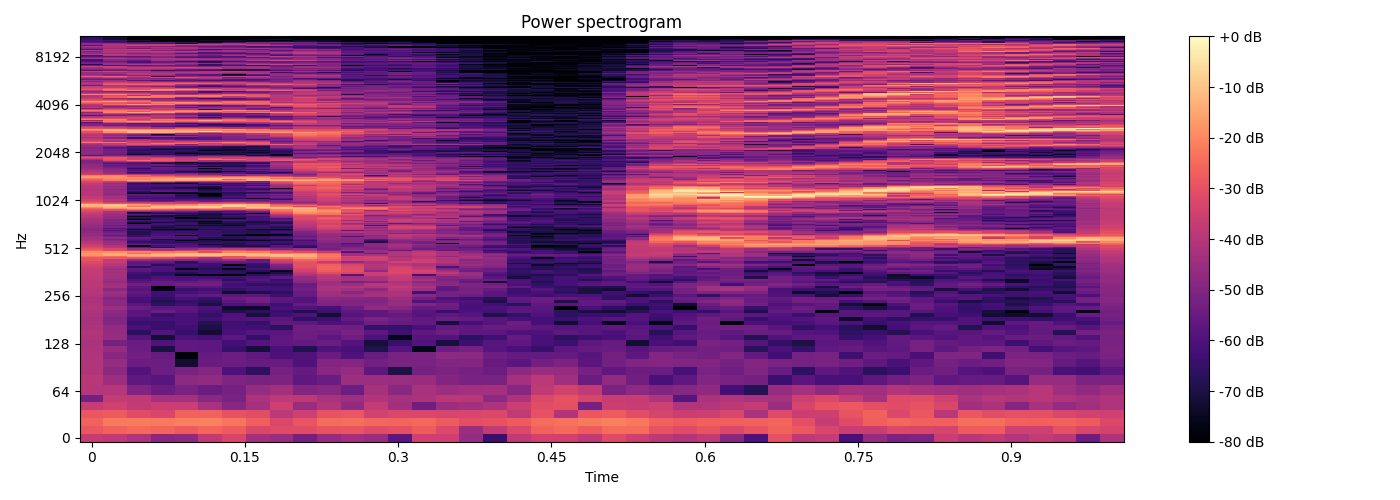 Power spectrogram
Hz
8192
4096
2048
1024
512
256
128
64
0
0 0.15 0.3 0.45 0.6 0.75 0.9
Time
+0 dB
-10 dB
-20 dB
-30 dB
-40 dB
-50 dB
-60 dB
-70 dB
-80 dB